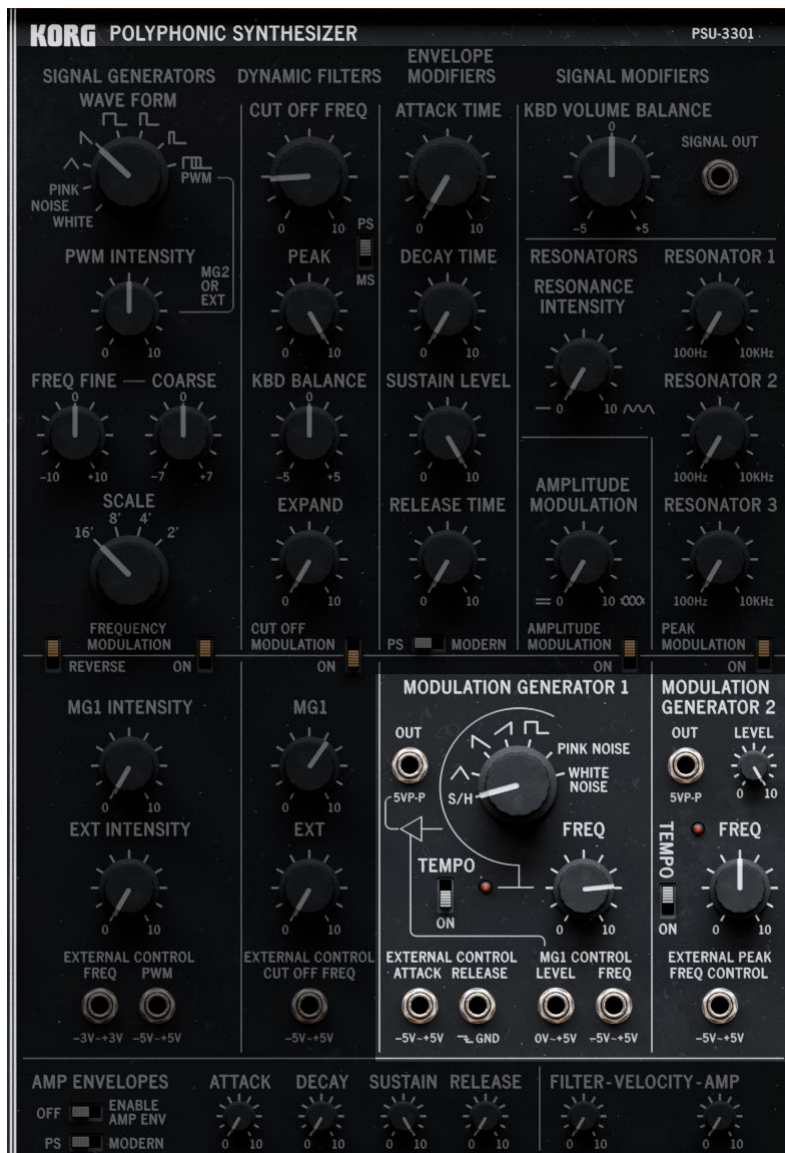 KORG POLYPHONIC SYNTHESIZER PSU-3301
SIGNAL GENERATORS DYNAMIC FILTERS ENVELOPE MODIFIERS SIGNAL MODIFIERS
WAVE FORM
PWM
PINK
NOISE
WHITE
PWM INTENSITY
0 10
MG2
OR
EXT
FREQ FINE — COARSE
0 0
-10 +10 -7 +7
SCALE
16' 8' 4' 2'
FREQUENCY
MODULATION
REVERSE ON
CUT OFF FREQ
0 10
PS
MS
PEAK
0 10
KBD BALANCE
0
-5 +5
EXPAND
0 10
CUT OFF
MODULATION
ON
ATTACK TIME
0 10
DECAY TIME
0 10
SUSTAIN LEVEL
0 10
RELEASE TIME
0 10
PS MODERN
KBD VOLUME BALANCE
0
-5 +5
SIGNAL OUT
RESONATORS
RESONANCE
INTENSITY
0 10
AMPLITUDE
MODULATION
0 10
AMPLITUDE
MODULATION
ON
RESONATOR 1
100Hz 10KHz
RESONATOR 2
100Hz 10KHz
RESONATOR 3
100Hz 10KHz
PEAK
MODULATION
ON
MG1 INTENSITY
0 10
EXT INTENSITY
0 10
EXTERNAL CONTROL
FREQ PWM
-3V~+3V -5V~+5V
MG1
0 10
EXT
0 10
EXTERNAL CONTROL
CUT OFF FREQ
-5V~+5V
MODULATION GENERATOR 1
OUT
5VP-P
S/H
PINK NOISE
WHITE
NOISE
TEMPO
ON
FREQ
0 10
EXTERNAL CONTROL
ATTACK RELEASE
-5V~+5V GND
MG1 CONTROL
LEVEL FREQ
0V~+5V -5V~+5V
MODULATION
GENERATOR 2
OUT LEVEL
5VP-P 0 10
TEMPO
ON
FREQ
0 10
EXTERNAL PEAK
FREQ CONTROL
-5V~+5V
AMP ENVELOPES ATTACK DECAY SUSTAIN RELEASE FILTER-VELOCITY-AMP
OFF ENABLE
AMP ENV
PS MODERN
0 10 0 10 0 10 0 10 0 10 0 10